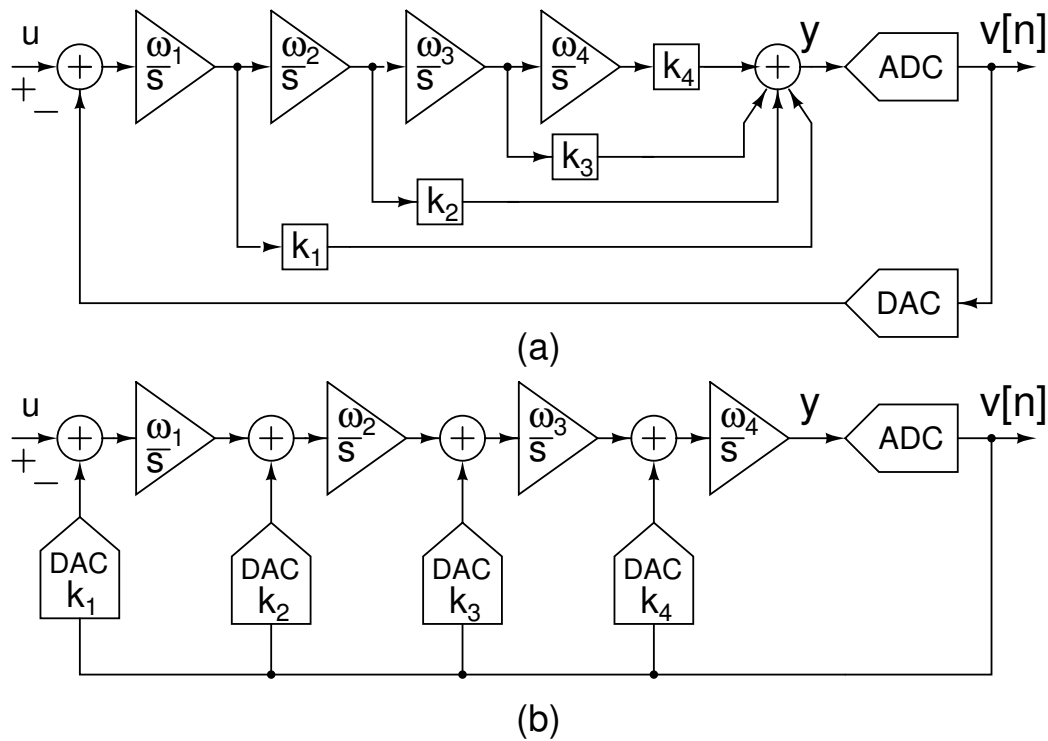 u ω₁ ω₂ ω₃ ω₄ y v[n]
+ s s s s k₄ + ADC
+
−
k₃
k₂
k₁
DAC
(a)
u ω₁ ω₂ ω₃ ω₄ y v[n]
+ s + s + s + s ADC
+
−
DAC DAC DAC DAC
k₁ k₂ k₃ k₄
(b)